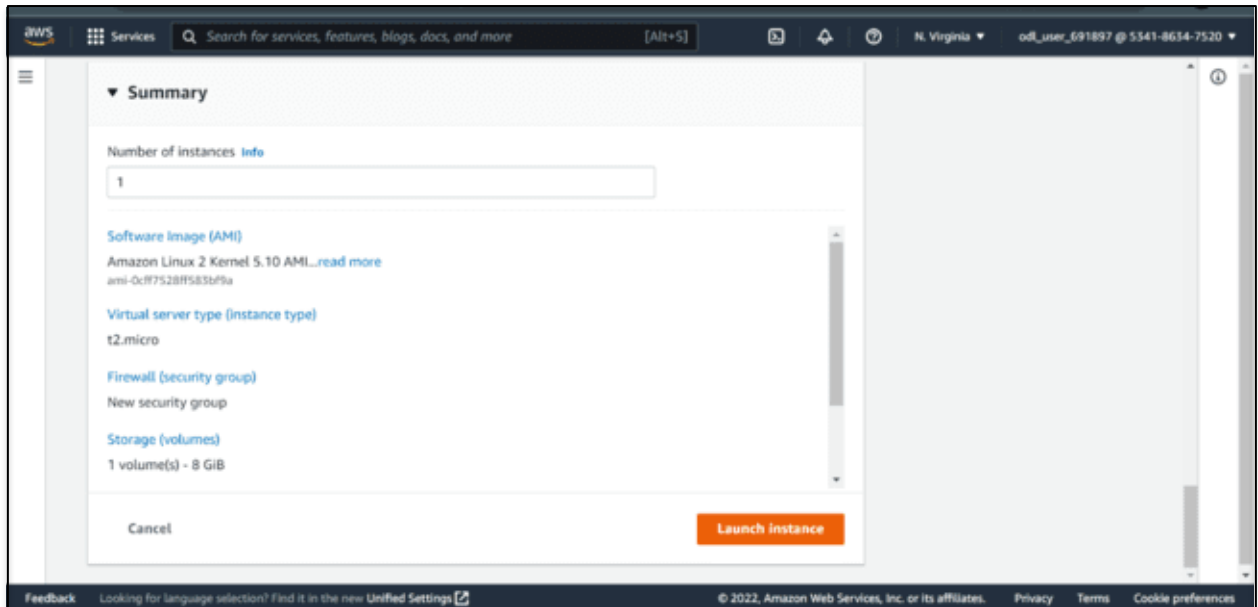 aws
Services
Search for services, features, blogs, docs, and more
[Alt+S]
N. Virginia
odl_user_691897 @ 5341-8634-7520
Summary
Number of instances Info
1
Software Image (AMI)
Amazon Linux 2 Kernel 5.10 AMI...read more
ami-0cff7528ff583bf9a
Virtual server type (instance type)
t2.micro
Firewall (security group)
New security group
Storage (volumes)
1 volume(s) - 8 GiB
Cancel
Launch instance
Feedback
Looking for language selection? Find it in the new Unified Settings
© 2022, Amazon Web Services, Inc. or its affiliates.
Privacy
Terms
Cookie preferences